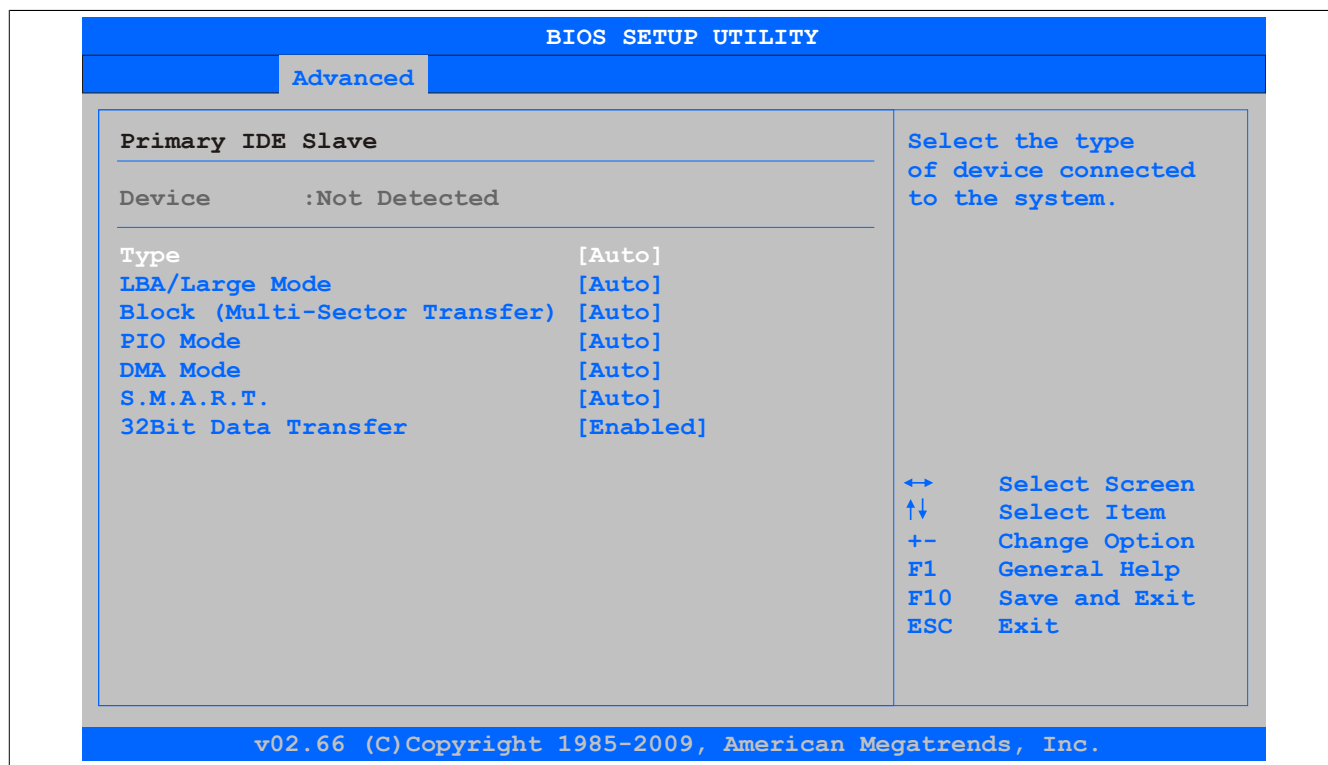 BIOS SETUP UTILITY
Advanced
Primary IDE Slave
Device :Not Detected
Type [Auto]
LBA/Large Mode [Auto]
Block (Multi-Sector Transfer) [Auto]
PIO Mode [Auto]
DMA Mode [Auto]
S.M.A.R.T. [Auto]
32Bit Data Transfer [Enabled]
Select the type
of device connected
to the system.
↔ Select Screen
↑↓ Select Item
+- Change Option
F1 General Help
F10 Save and Exit
ESC Exit
v02.66 (C)Copyright 1985-2009, American Megatrends, Inc.